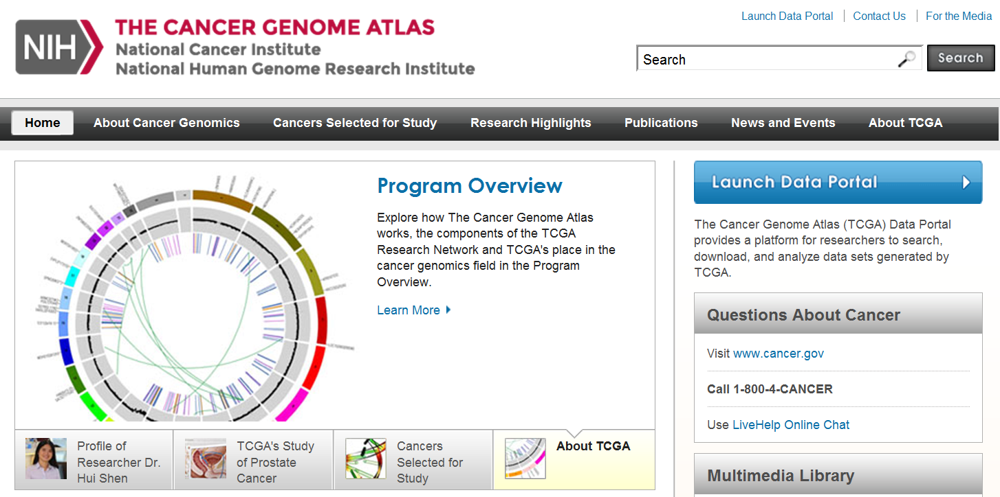 Launch Data Portal
Contact Us
For the Media
NIH
THE CANCER GENOME ATLAS
National Cancer Institute
National Human Genome Research Institute
Search
Search
Home
About Cancer Genomics
Cancers Selected for Study
Research Highlights
Publications
News and Events
About TCGA
Program Overview
Explore how The Cancer Genome Atlas
works, the components of the TCGA
Research Network and TCGA's place in the
cancer genomics field in the Program
Overview.
Learn More
Profile of
Researcher Dr.
Hui Shen
TCGA's Study
of Prostate
Cancer
Cancers
Selected for
Study
About TCGA
Launch Data Portal
The Cancer Genome Atlas (TCGA) Data Portal
provides a platform for researchers to search,
download, and analyze data sets generated by
TCGA.
Questions About Cancer
Visit www.cancer.gov
Call 1-800-4-CANCER
Use LiveHelp Online Chat
Multimedia Library